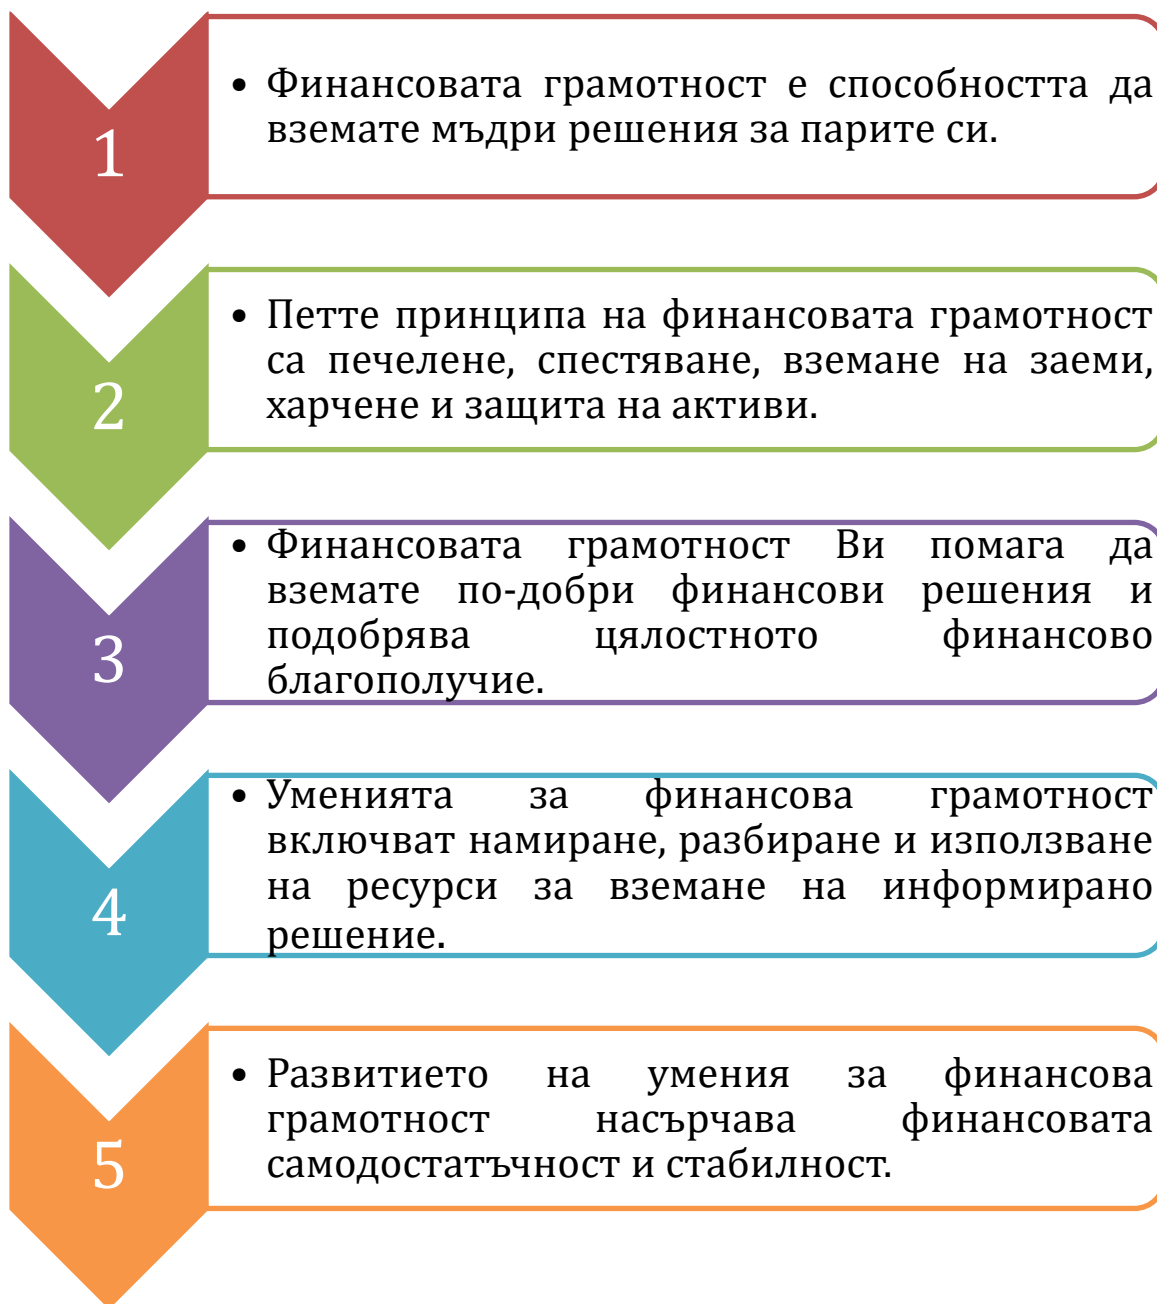 1
• Финансовата грамотност е способността да
вземате мъдри решения за парите си.
2
• Петте принципа на финансовата грамотност
са печелене, спестяване, вземане на заеми,
харчене и защита на активи.
3
• Финансовата грамотност Ви помага да
вземате по-добри финансови решения и
подобрява цялостното финансово
благополучие.
4
• Уменията за финансова грамотност
включват намиране, разбиране и използване
на ресурси за вземане на информирано
решение.
5
• Развитието на умения за финансова
грамотност насърчава финансовата
самодостатъчност и стабилност.